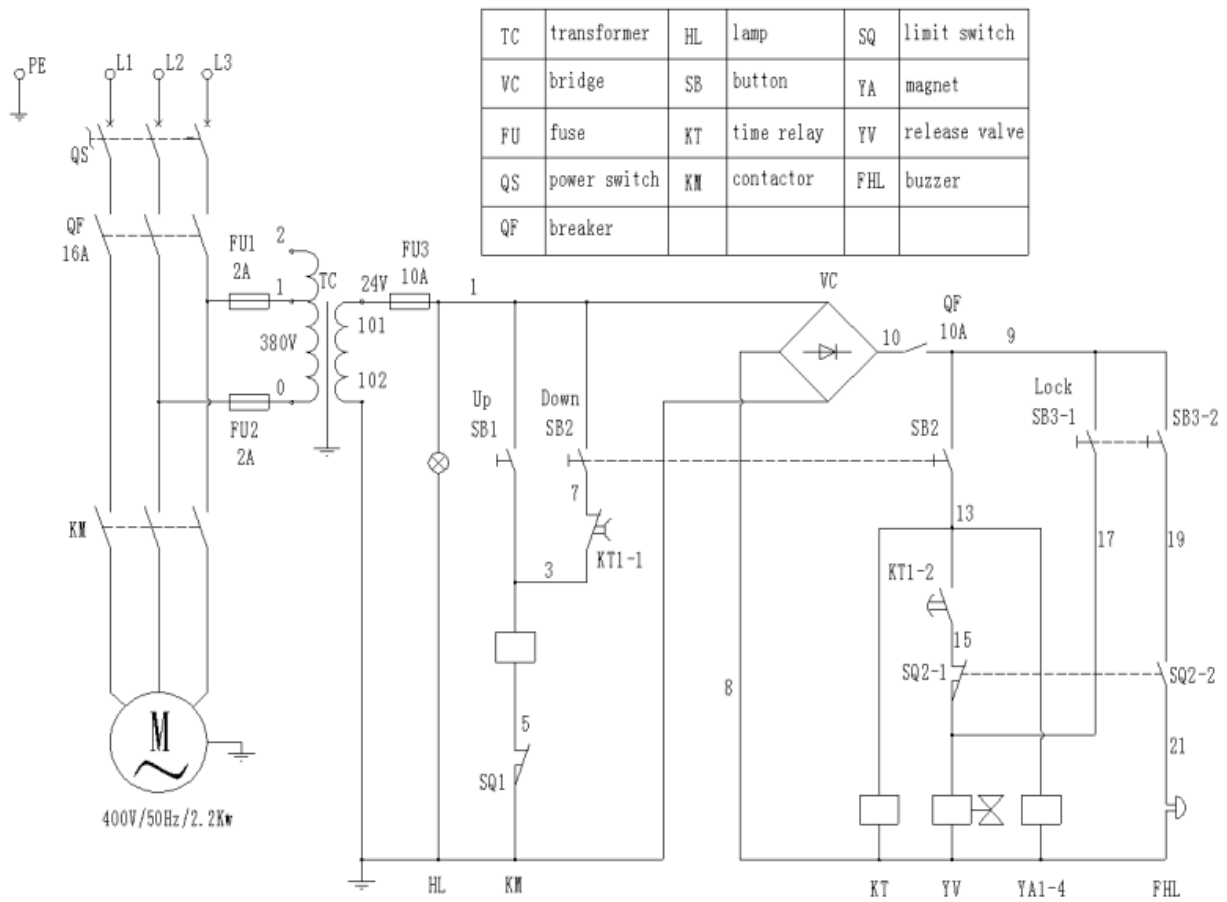 TC transformer HL lamp SQ limit switch
VC bridge SB button YA magnet
FU fuse KT time relay YV release valve
QS power switch KM contactor FHL buzzer
QF breaker
PE L1 L2 L3
QS
QF
16A
FU1
2A
2
1
TC
380V
0
FU2
2A
24V
FU3
10A
1
101
102
VC
10
QF
10A
9
Up
SB1
Down
SB2
SB2
Lock
SB3-1
SB3-2
7
KT1-1
3
13
17
19
KM
KT1-2
15
SQ2-1
SQ2-2
8
5
SQ1
21
M
400V/50Hz/2.2Kw
HL KM KT YV YA1-4 FHL